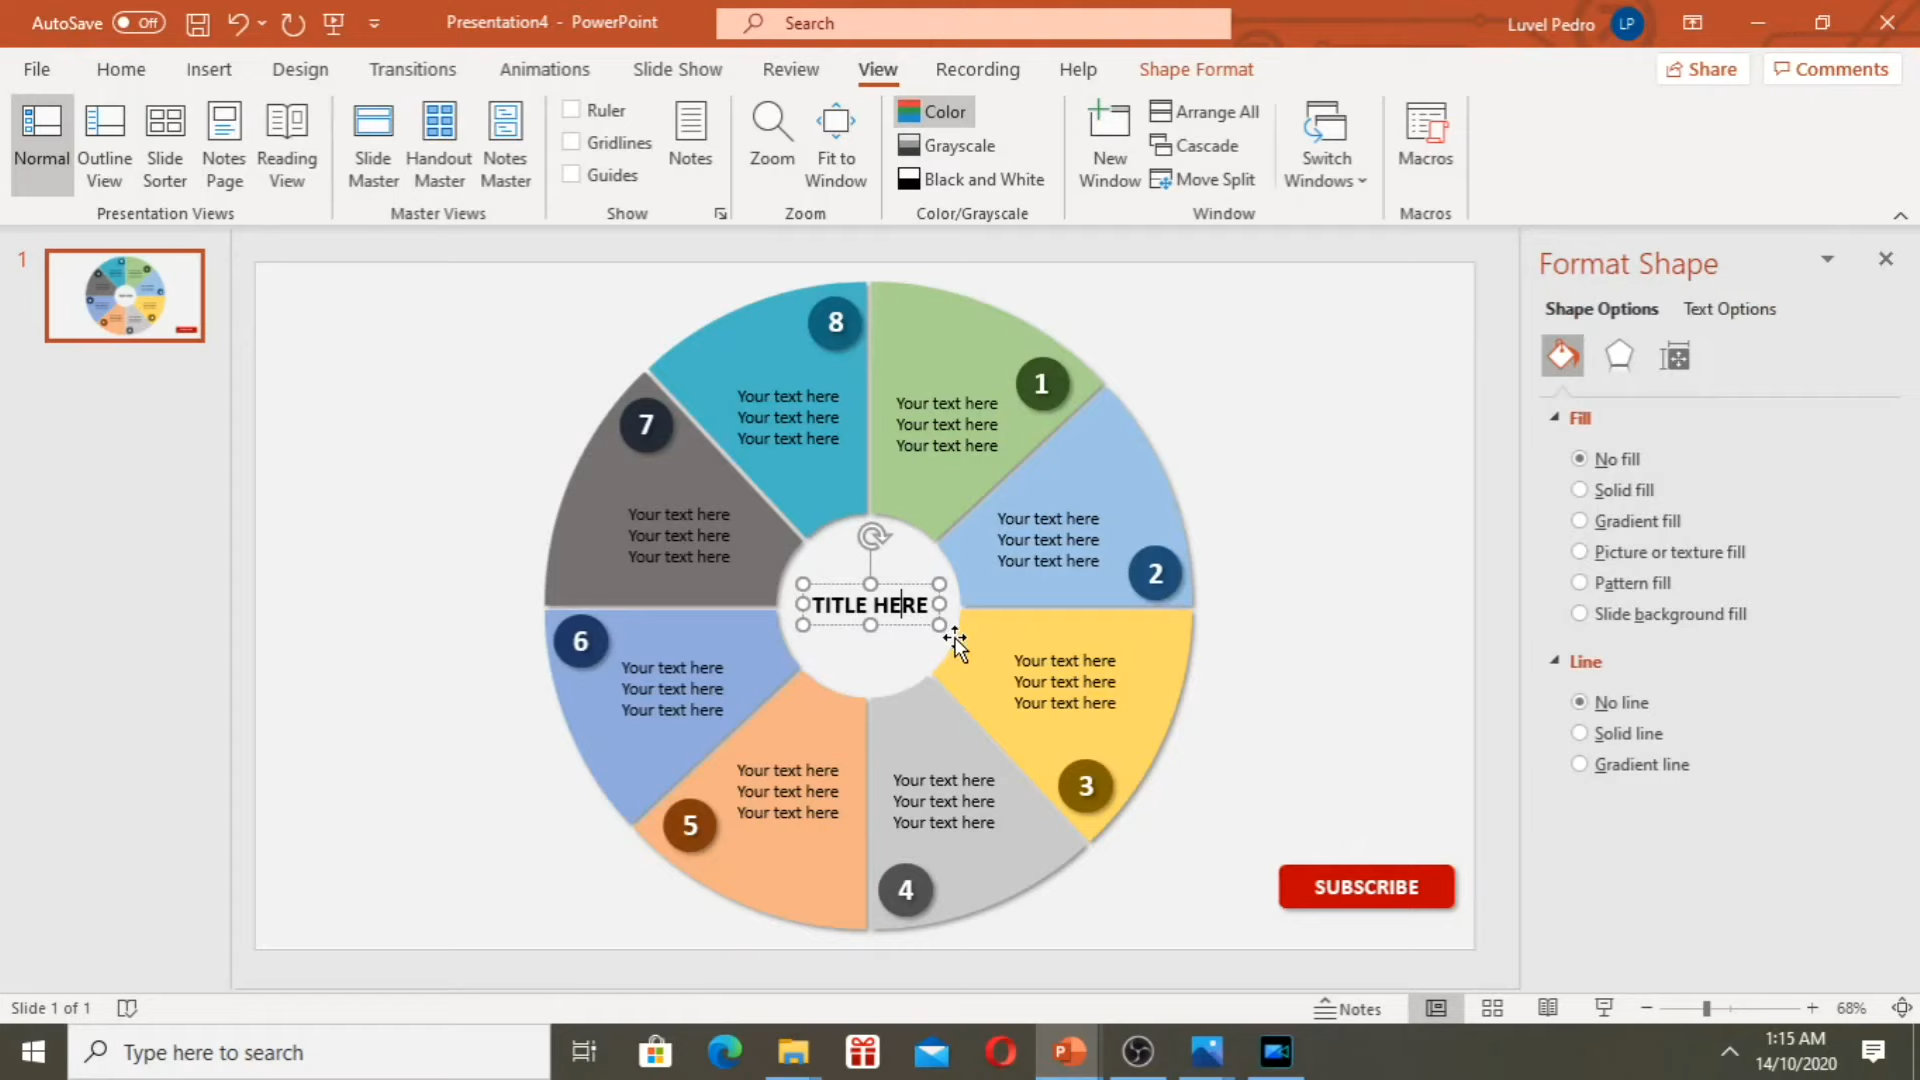 AutoSave Off
Presentation4 - PowerPoint
Search
Luvel Pedro LP
File Home Insert Design Transitions Animations Slide Show Review View Recording Help Shape Format
Share Comments
Normal
Outline View
Slide Sorter
Notes Page
Reading View
Presentation Views
Slide Master
Handout Master
Notes Master
Master Views
Ruler
Gridlines
Guides
Notes
Show
Zoom
Fit to Window
Zoom
Color
Grayscale
Black and White
Color/Grayscale
New Window
Arrange All
Cascade
Move Split
Switch Windows
Window
Macros
Macros
1
8
Your text here
Your text here
Your text here
1
Your text here
Your text here
Your text here
7
Your text here
Your text here
Your text here
2
Your text here
Your text here
Your text here
TITLE HERE
6
Your text here
Your text here
Your text here
3
Your text here
Your text here
Your text here
5
Your text here
Your text here
Your text here
4
Your text here
Your text here
Your text here
SUBSCRIBE
Format Shape
Shape Options Text Options
Fill
No fill
Solid fill
Gradient fill
Picture or texture fill
Pattern fill
Slide background fill
Line
No line
Solid line
Gradient line
Slide 1 of 1
Notes
68%
Type here to search
1:15 AM
14/10/2020